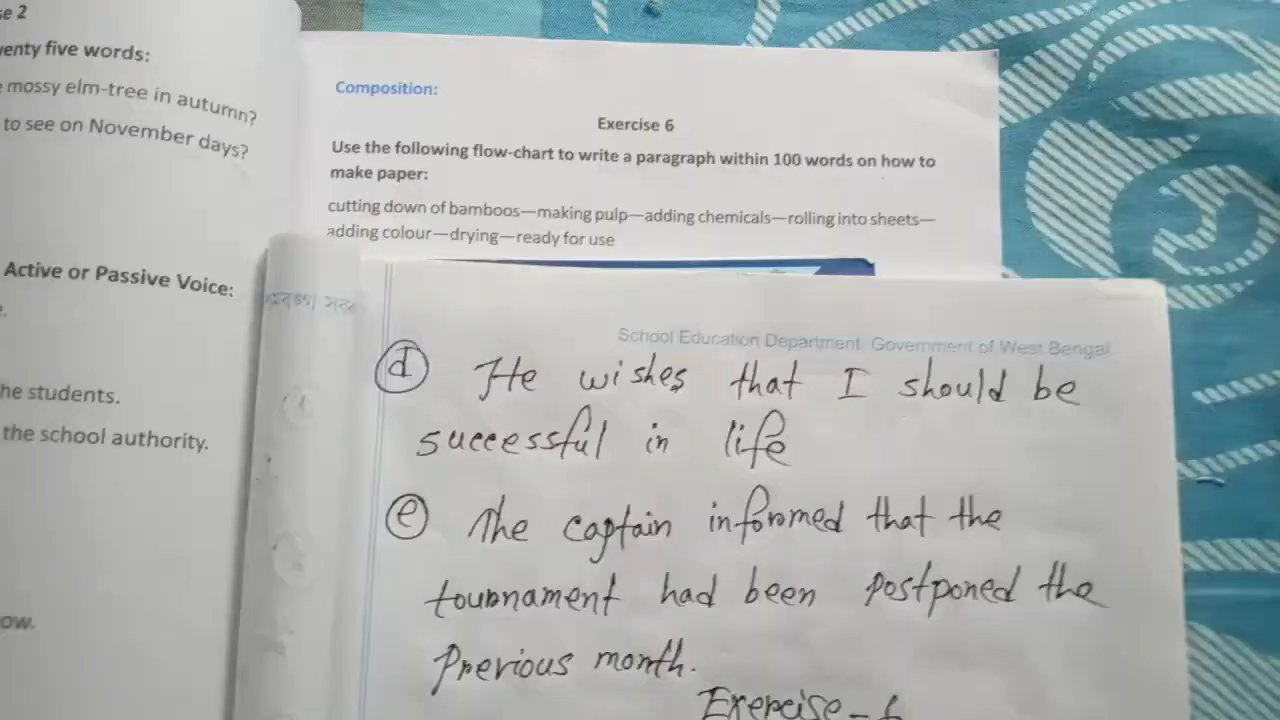 se 2
venty five words:
mossy elm-tree in autumn?
to see on November days?
Active or Passive Voice:
he students.
the school authority.
ow.
Composition:
Exercise 6
Use the following flow-chart to write a paragraph within 100 words on how to
make paper:
cutting down of bamboos—making pulp—adding chemicals—rolling into sheets—
adding colour—drying—ready for use
School Education Department. Government of West Bengal
d He wishes that I should be
successful in life
e The captain informed that the
tournament had been postponed the
Previous month.
Exercise - 6